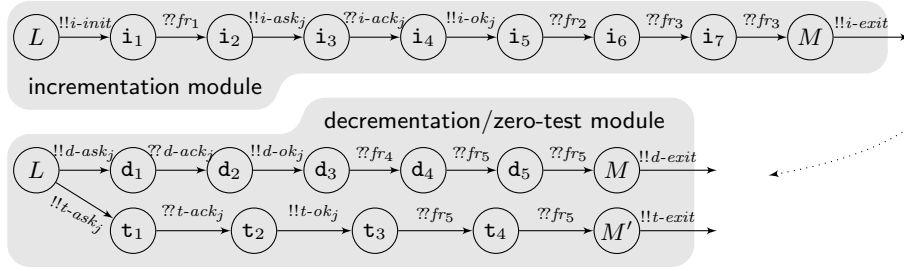 !!i-init ??fr₁ !!i-askⱼ ??i-ackⱼ !!i-okⱼ ??fr₂ ??fr₃ ??fr₃ !!i-exit
L i₁ i₂ i₃ i₄ i₅ i₆ i₇ M
incrementation module
decrementation/zero-test module
!!d-askⱼ ??d-ackⱼ !!d-okⱼ ??fr₄ ??fr₅ ??fr₅ !!d-exit
L d₁ d₂ d₃ d₄ d₅ M
!!t-askⱼ ??t-ackⱼ !!t-okⱼ ??fr₅ ??fr₅ !!t-exit
t₁ t₂ t₃ t₄ M′